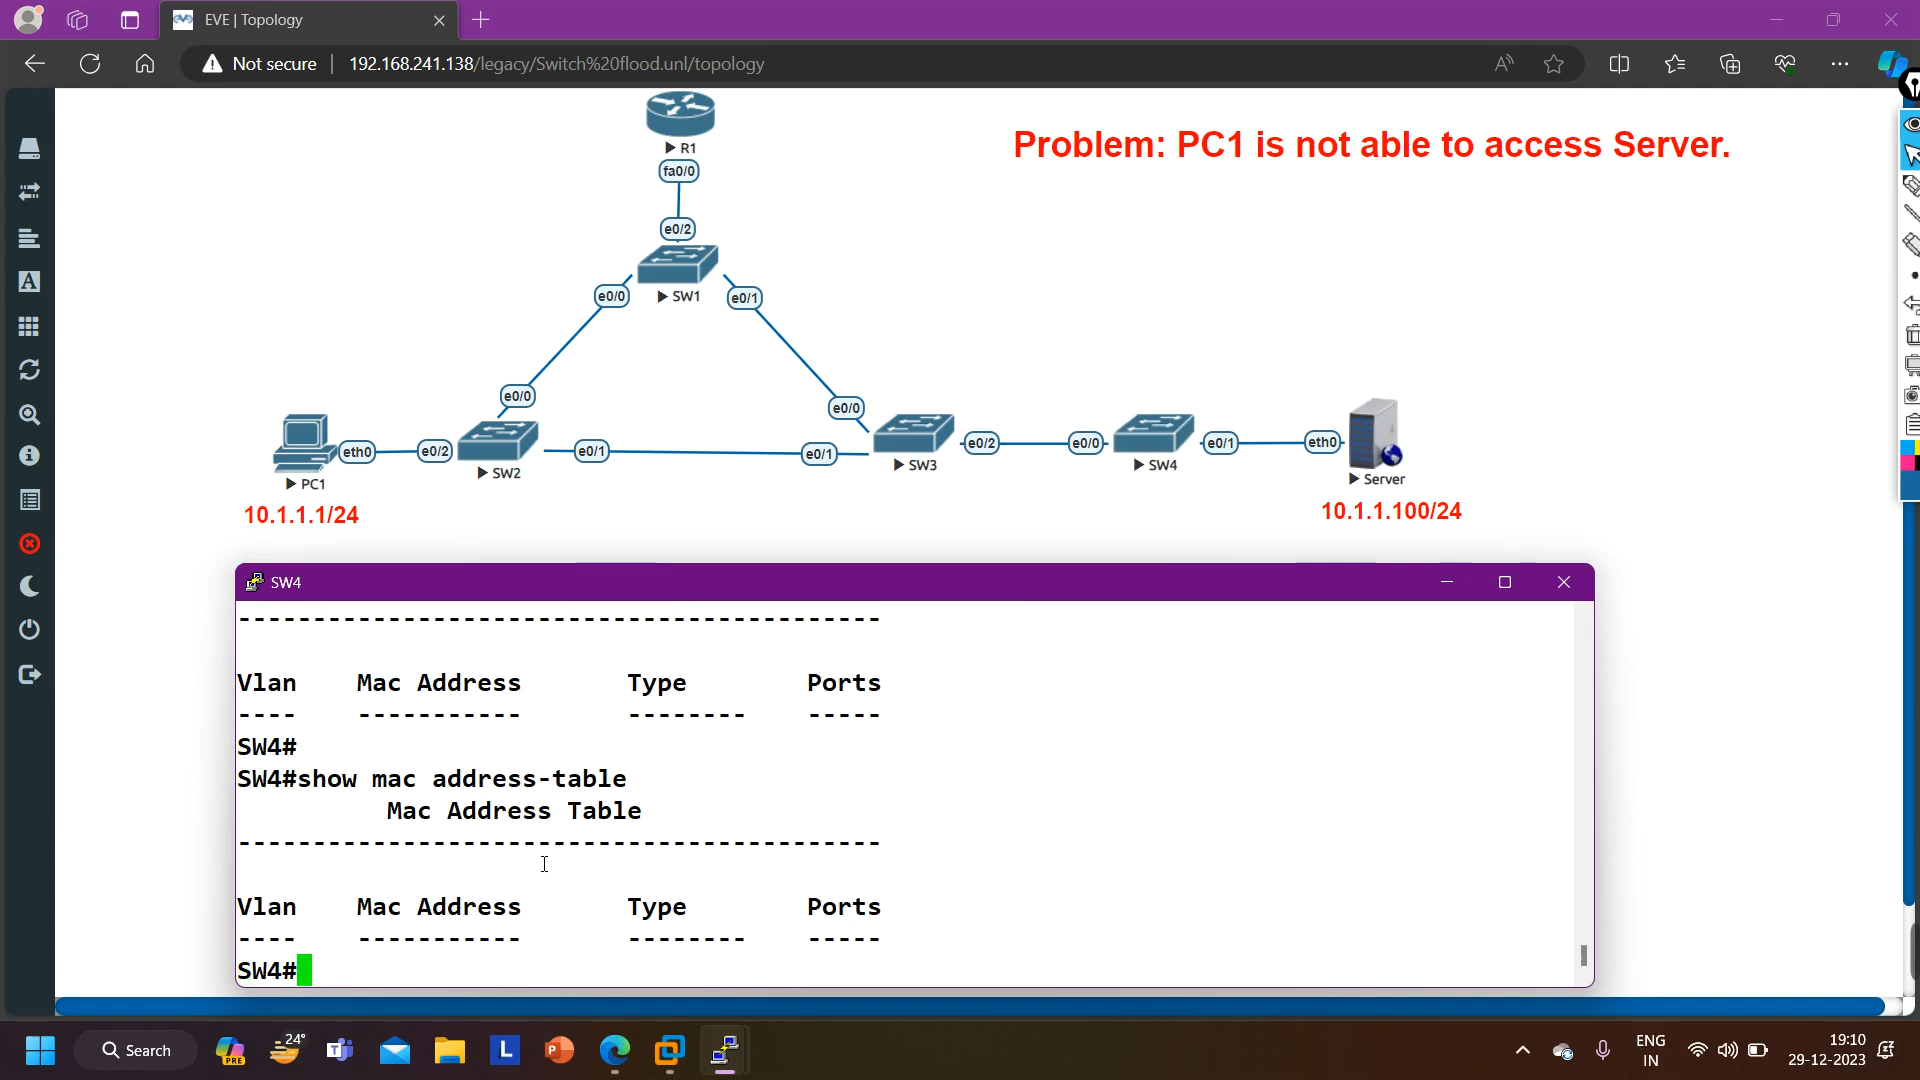 EVE | Topology
Not secure
192.168.241.138/legacy/Switch%20flood.unl/topology
Problem: PC1 is not able to access Server.
R1
fa0/0
e0/2
SW1
e0/0
e0/1
e0/0
e0/0
PC1
eth0
e0/2
SW2
e0/1
e0/1
SW3
e0/2
e0/0
SW4
e0/1
eth0
Server
10.1.1.1/24
10.1.1.100/24
SW4
-------------------------------------------
Vlan    Mac Address       Type        Ports
----    -----------       --------    -----
SW4#
SW4#show mac address-table
Mac Address Table
-------------------------------------------
Vlan    Mac Address       Type        Ports
----    -----------       --------    -----
SW4#
Search
PRE
24°
ENG
IN
19:10
29-12-2023